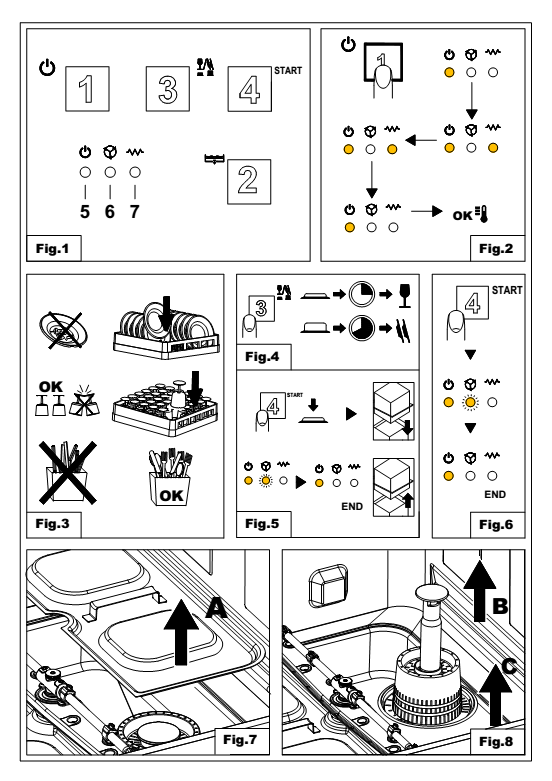 1
3
4
START
2
5 6 7
Fig.1
1
OK
Fig.2
OK
OK
Fig.3
3
Fig.4
4
START
END
Fig.5
4
START
END
Fig.6
A
Fig.7
B
C
Fig.8